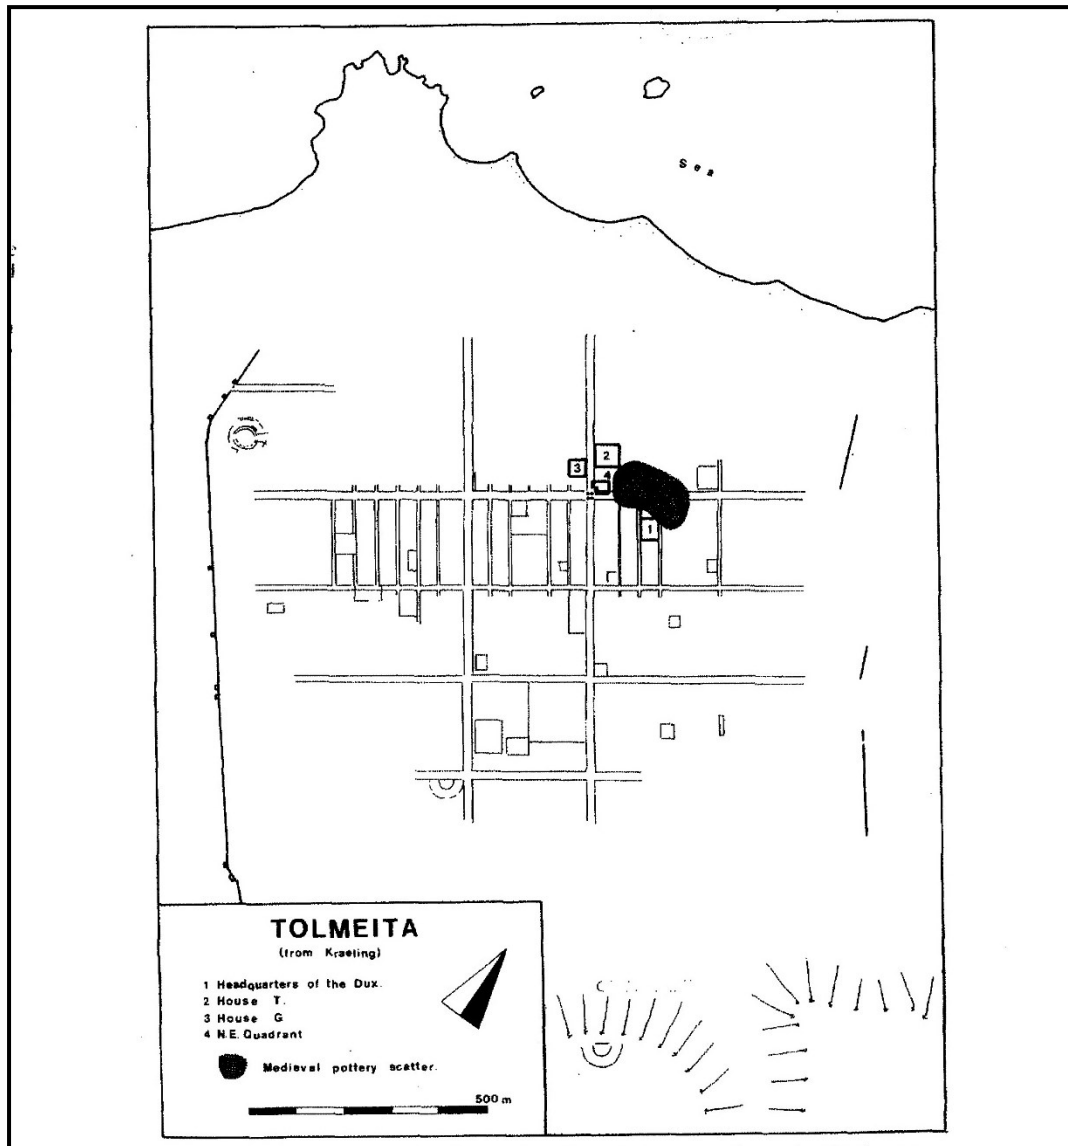 Sea
2
3
4
1
TOLMEITA
(from Kraeling)
1 Headquarters of the Dux.
2 House T.
3 House G
4 N.E. Quadrant
Medieval pottery scatter.
500 m